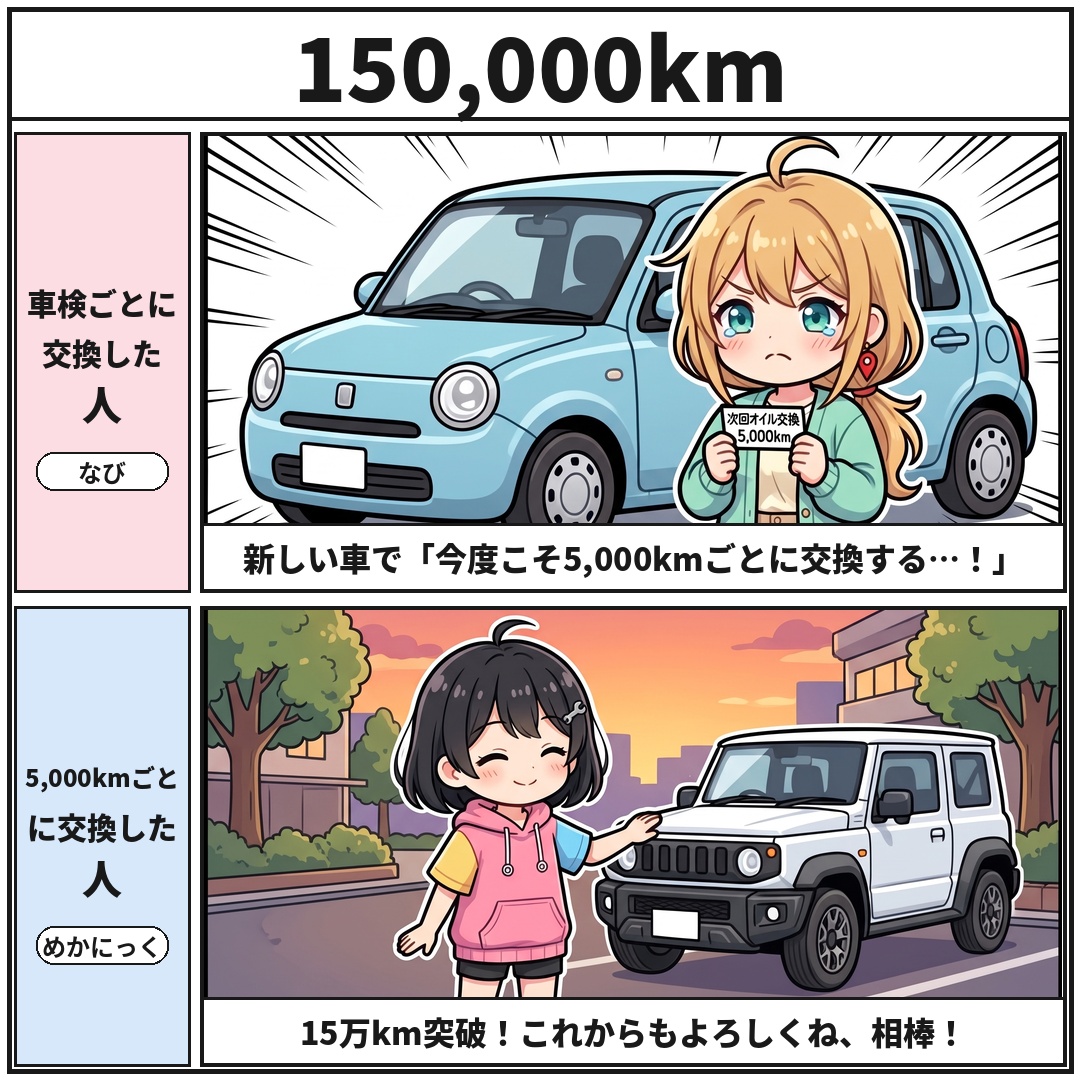 150,000km
車検ごとに
交換した
人
なび
次回オイル交換
5,000km
新しい車で「今度こそ5,000kmごとに交換する…！」
5,000kmごと
に交換した
人
めかにっく
15万km突破！これからもよろしくね、相棒！